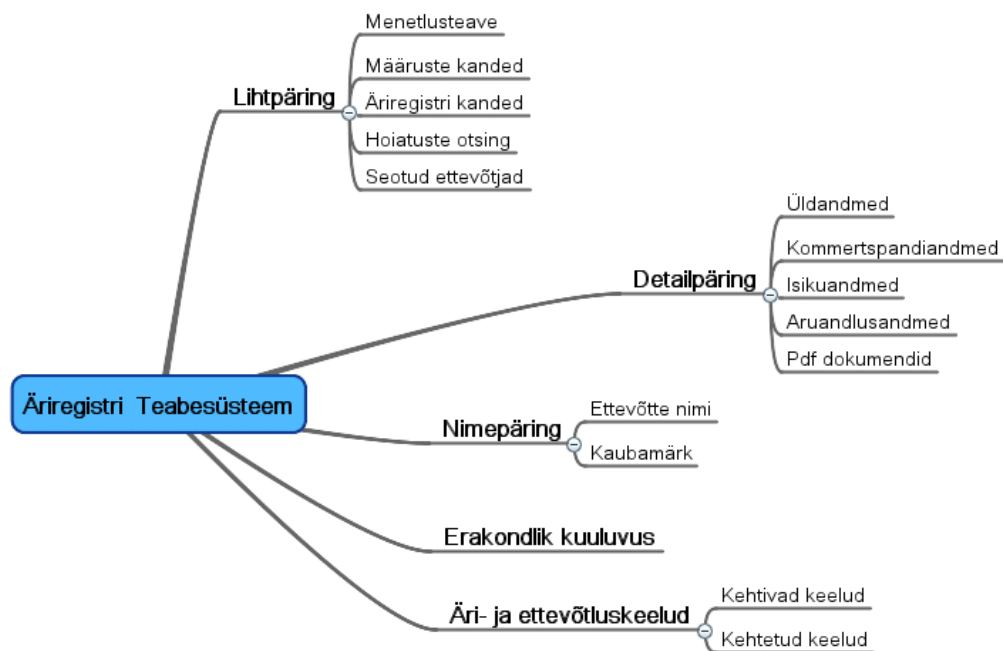 Menetlusteave
Määruste kanded
Lihtpäring
Äriregistri kanded
Hoiatuste otsing
Seotud ettevõtjad
Üldandmed
Kommertspandiandmed
Detailpäring
Isikuandmed
Aruandlusandmed
Pdf dokumendid
Äriregistri Teabesüsteem
Ettevõtte nimi
Nimepäring
Kaubamärk
Erakondlik kuuluvus
Kehtivad keelud
Äri- ja ettevõtluskeelud
Kehtetud keelud